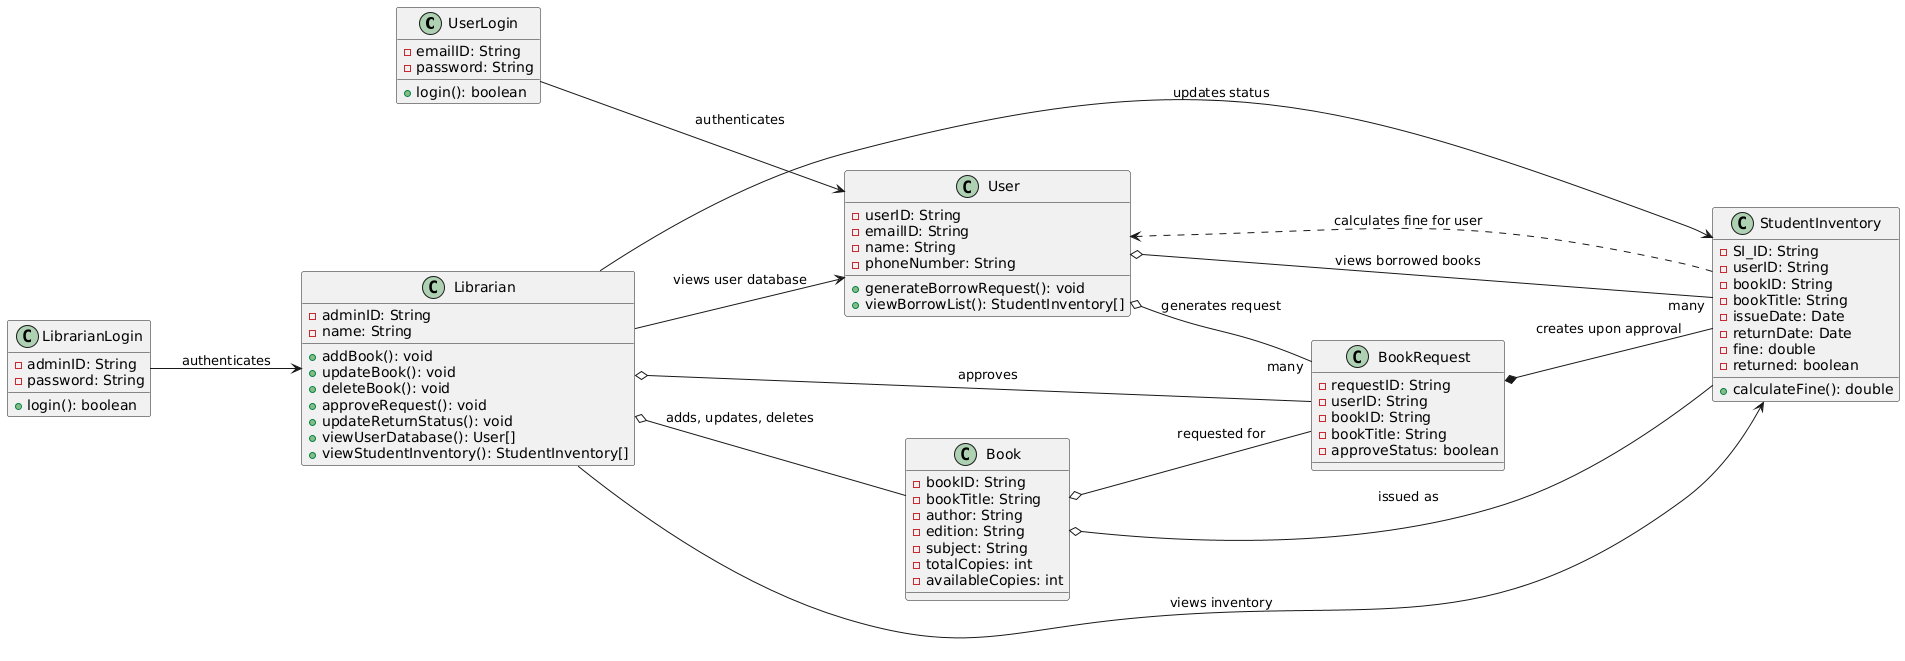 UserLogin
emailID: String
password: String
login(): boolean
authenticates
updates status
User
userID: String
emailID: String
name: String
phoneNumber: String
generateBorrowRequest(): void
viewBorrowList(): StudentInventory[]
calculates fine for user
views borrowed books
many
generates request
many
creates upon approval
StudentInventory
SI_ID: String
userID: String
bookID: String
bookTitle: String
issueDate: Date
returnDate: Date
fine: double
returned: boolean
calculateFine(): double
views user database
Librarian
adminID: String
name: String
addBook(): void
updateBook(): void
deleteBook(): void
approveRequest(): void
updateReturnStatus(): void
viewUserDatabase(): User[]
viewStudentInventory(): StudentInventory[]
LibrarianLogin
adminID: String
password: String
login(): boolean
authenticates
approves
adds, updates, deletes
BookRequest
requestID: String
userID: String
bookID: String
bookTitle: String
approveStatus: boolean
requested for
Book
bookID: String
bookTitle: String
author: String
edition: String
subject: String
totalCopies: int
availableCopies: int
issued as
views inventory